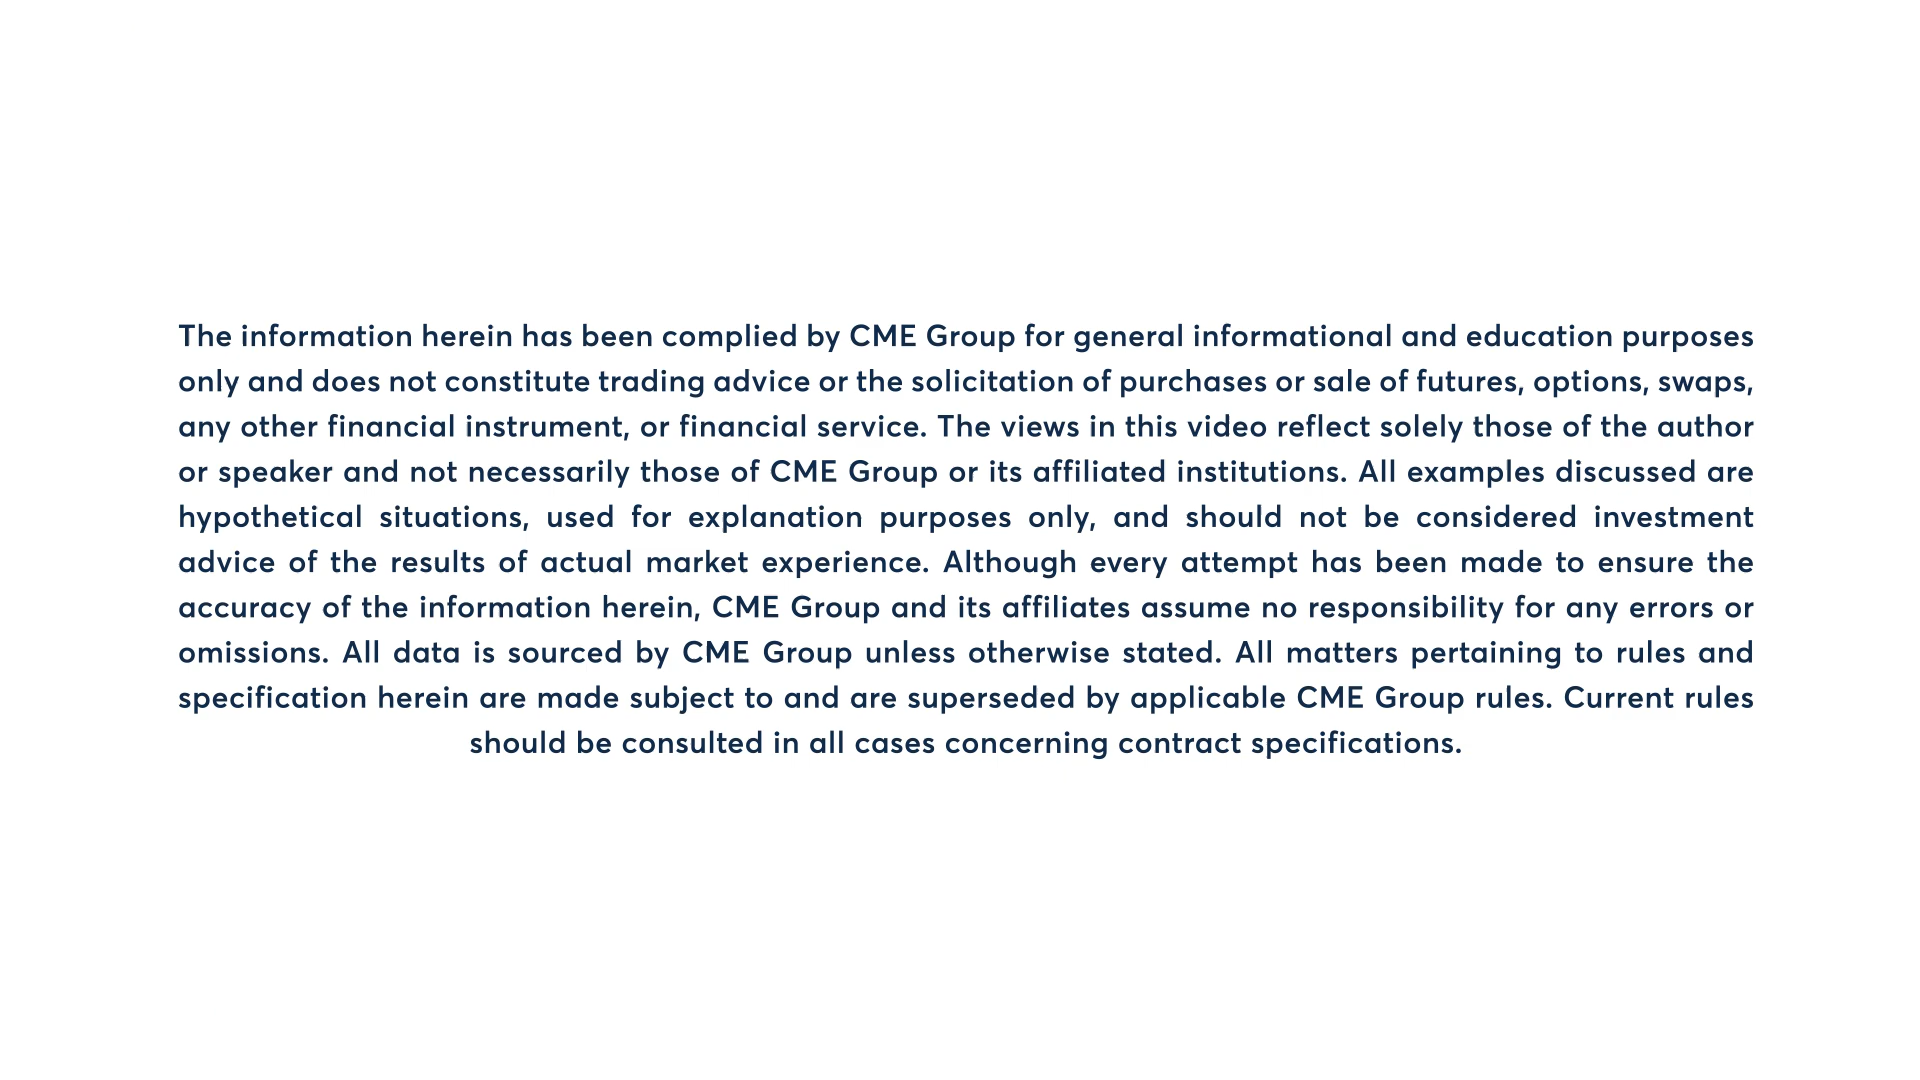 The information herein has been complied by CME Group for general informational and education purposes
only and does not constitute trading advice or the solicitation of purchases or sale of futures, options, swaps,
any other financial instrument, or financial service. The views in this video reflect solely those of the author
or speaker and not necessarily those of CME Group or its affiliated institutions. All examples discussed are
hypothetical situations, used for explanation purposes only, and should not be considered investment
advice of the results of actual market experience. Although every attempt has been made to ensure the
accuracy of the information herein, CME Group and its affiliates assume no responsibility for any errors or
omissions. All data is sourced by CME Group unless otherwise stated. All matters pertaining to rules and
specification herein are made subject to and are superseded by applicable CME Group rules. Current rules
should be consulted in all cases concerning contract specifications.